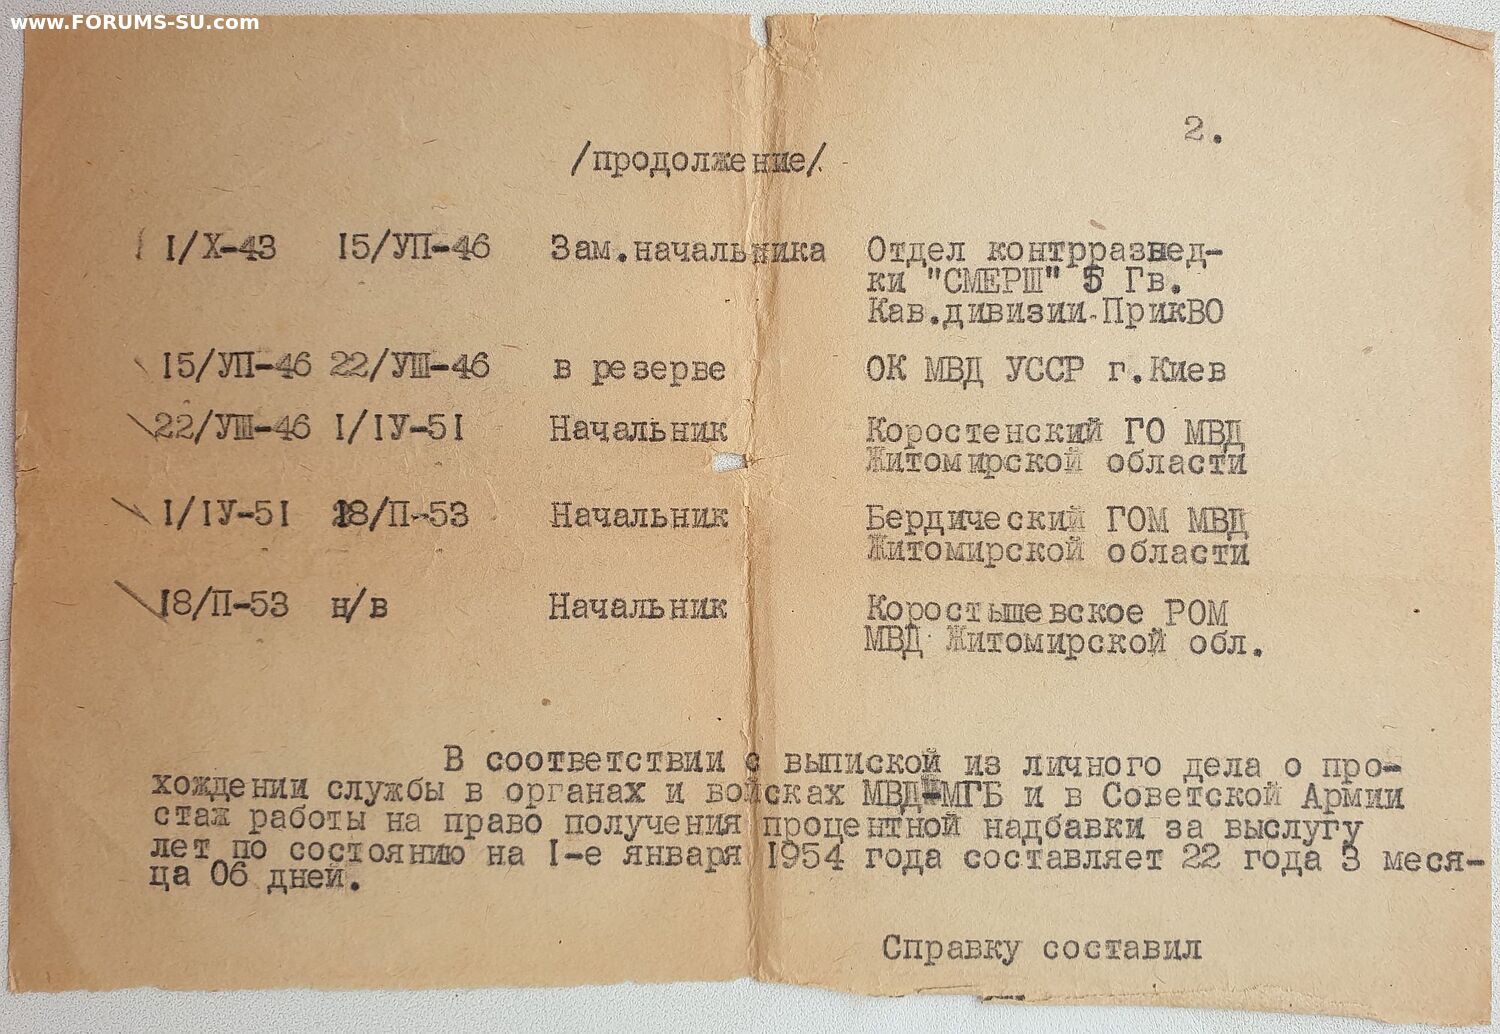 www.FORUMS-SU.com
2.
/продолжение/.
I/X-43 I5/УП-46 Зам.начальника Отдел контрразвед-
ки "СМЕРШ" 5 Гв.
Кав.дивизии.ПрикВО
I5/УП-46 22/УШ-46 в резерве ОК МВД УССР г.Киев
22/УШ-46 I/IУ-5I Начальник Коростенский ГО МВД
Житомирской области
I/IУ-5I 18/П-53 Начальник Бердический ГОМ МВД
Житомирской области
I8/П-53 н/в Начальник Коростышевское РОМ
МВД Житомирской обл.
В соответствии с выпиской из личного дела о про-
хождении службы в органах и войсках МВД-МГБ и в Советской Армии
стаж работы на право получения процентной надбавки за выслугу
лет по состоянию на I-е января I954 года составляет 22 года 3 меся-
ца 06 дней.
Справку составил